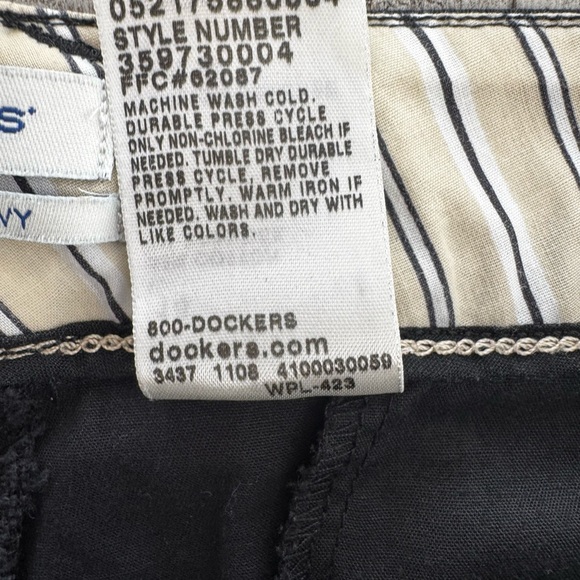 STYLE NUMBER
359730004
FFC#62087
MACHINE WASH COLD.
DURABLE PRESS CYCLE
ONLY NON-CHLORINE BLEACH IF
NEEDED. TUMBLE DRY DURABLE
PRESS CYCLE, REMOVE
PROMPTLY. WARM IRON IF
NEEDED. WASH AND DRY WITH
LIKE COLORS.
800-DOCKERS
dockers.com
3437 1108 4100030059
WPL-423
S
VY